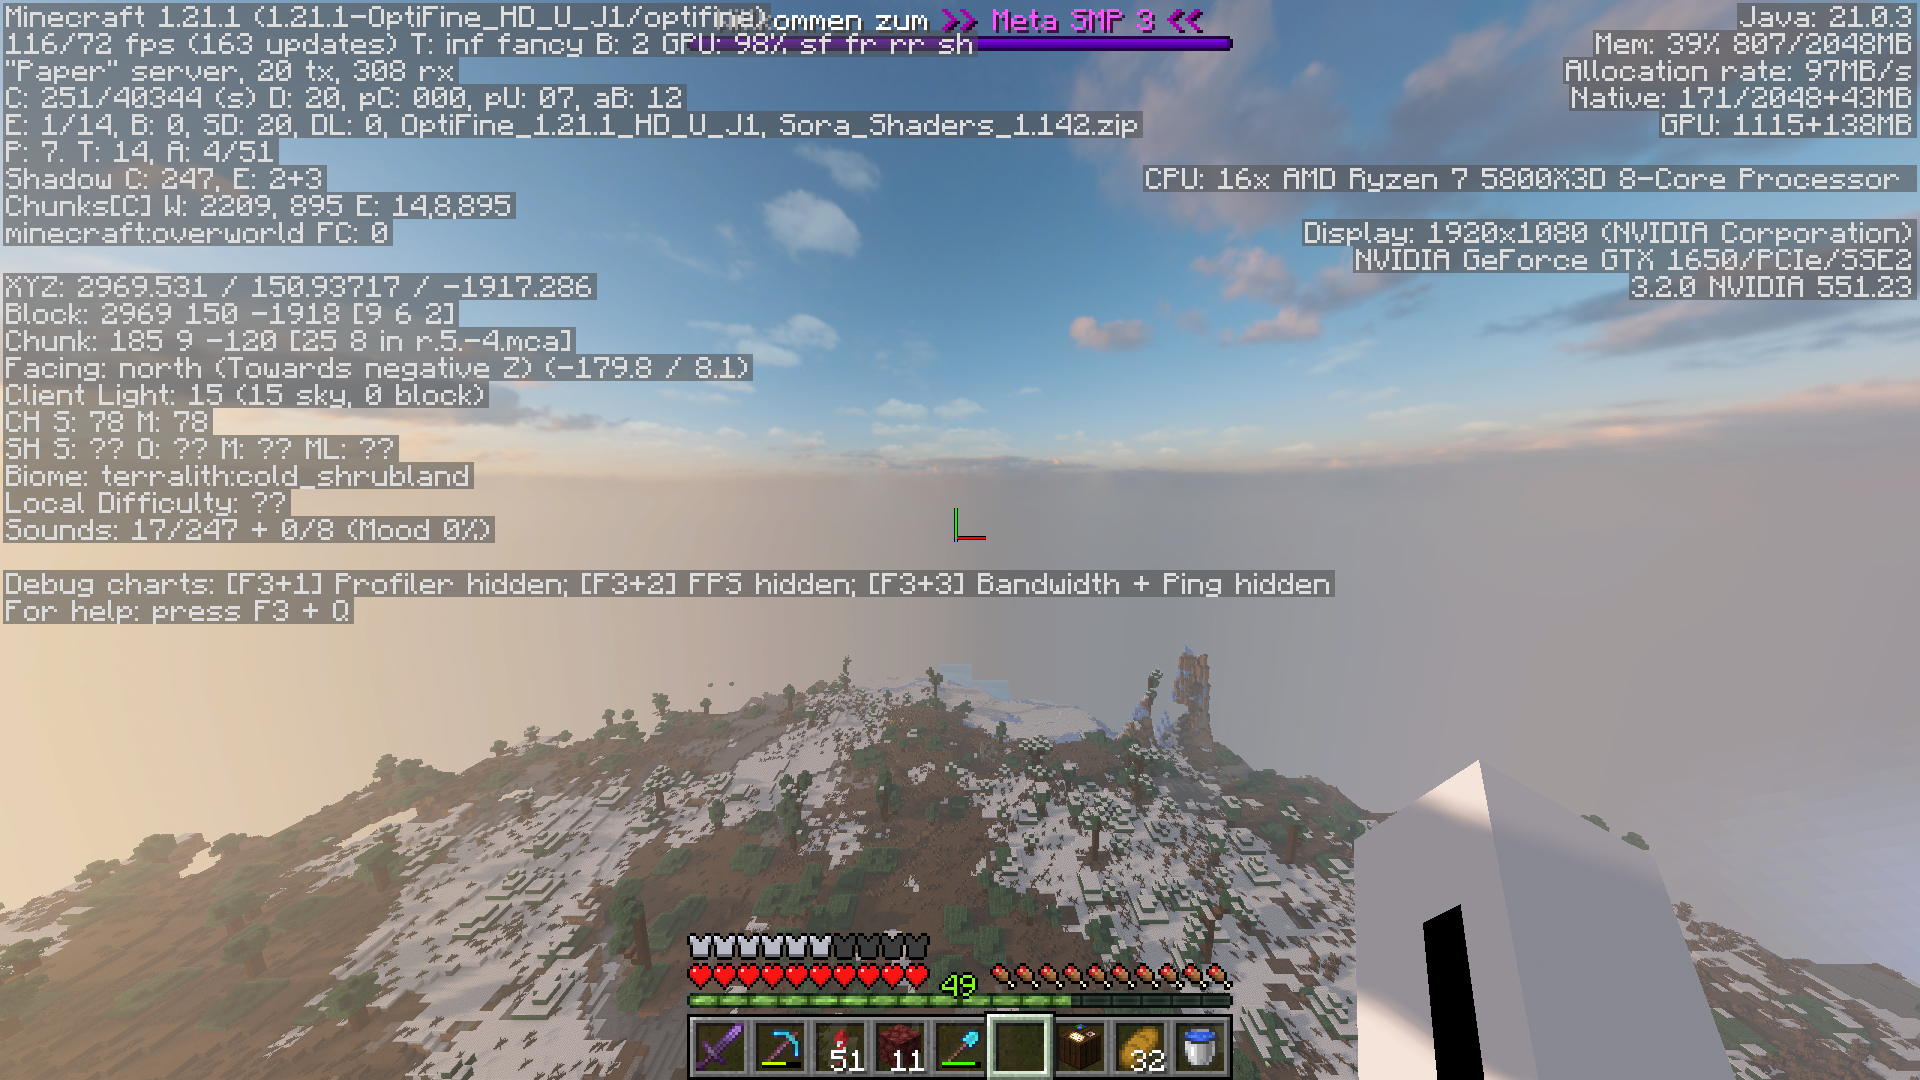 Minecraft 1.21.1 (1.21.1-OptiFine_HD_U_J1/optifine)
kommen zum >> Meta SMP 3 <<
116/72 fps (163 updates) T: inf fancy B: 2 GPU: 98% sf fr rr sh
"Paper" server, 20 tx, 308 rx
C: 251/40344 (s) D: 20, pC: 000, pU: 07, aB: 12
E: 1/14, B: 0, SD: 20, DL: 0, OptiFine_1.21.1_HD_U_J1, Sora_Shaders_1.142.zip
P: 7. T: 14, A: 4/51
Shadow C: 247, E: 2+3
Chunks[C] W: 2209, 895 E: 14,8,895
minecraft:overworld FC: 0
XYZ: 2969.531 / 150.93717 / -1917.286
Block: 2969 150 -1918 [9 6 2]
Chunk: 185 9 -120 [25 8 in r.5.-4.mca]
Facing: north (Towards negative Z) (-179.8 / 8.1)
Client Light: 15 (15 sky, 0 block)
CH S: 78 M: 78
SH S: ?? O: ?? M: ?? ML: ??
Biome: terralith:cold_shrubland
Local Difficulty: ??
Sounds: 17/247 + 0/8 (Mood 0%)
Debug charts: [F3+1] Profiler hidden; [F3+2] FPS hidden; [F3+3] Bandwidth + Ping hidden
For help: press F3 + Q
Java: 21.0.3
Mem: 39% 807/2048MB
Allocation rate: 97MB/s
Native: 171/2048+43MB
GPU: 1115+138MB
CPU: 16x AMD Ryzen 7 5800X3D 8-Core Processor
Display: 1920x1080 (NVIDIA Corporation)
NVIDIA GeForce GTX 1650/PCIe/SSE2
3.2.0 NVIDIA 551.23
49
51
11
32